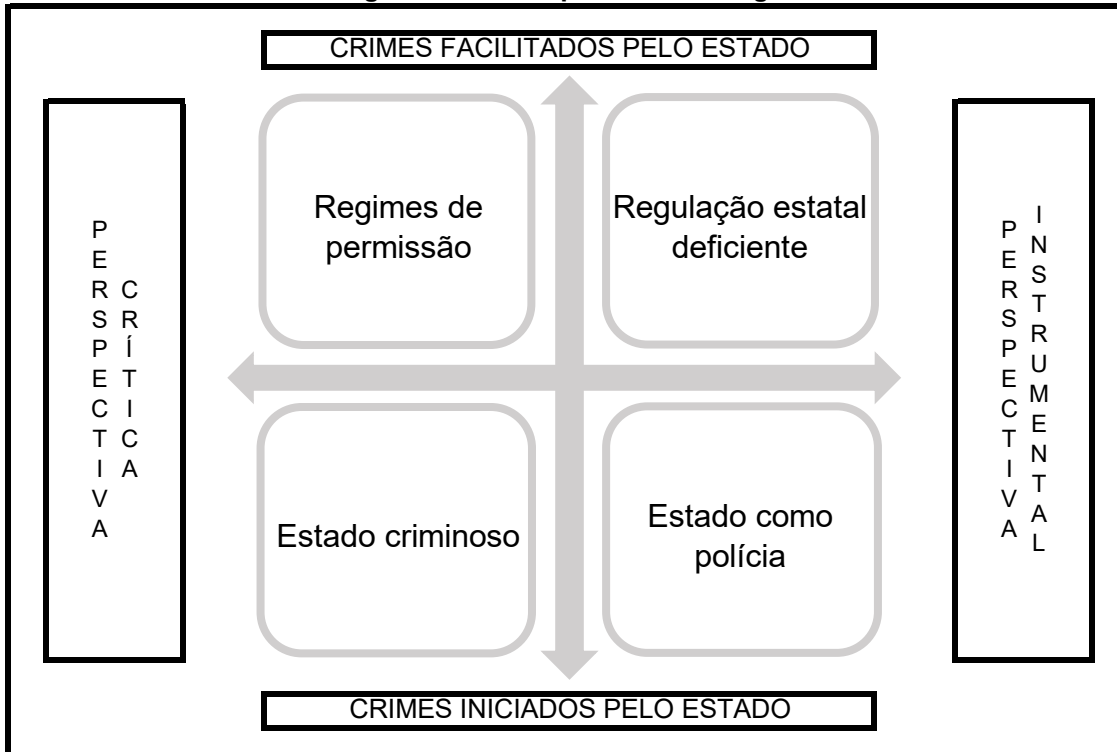 CRIMES FACILITADOS PELO ESTADO
PERSPECTIVA
CRÍTICA
Regimes de
permissão
Regulação estatal
deficiente
PERSPECTIVA
INSTRUMENTAL
Estado criminoso
Estado como
polícia
CRIMES INICIADOS PELO ESTADO